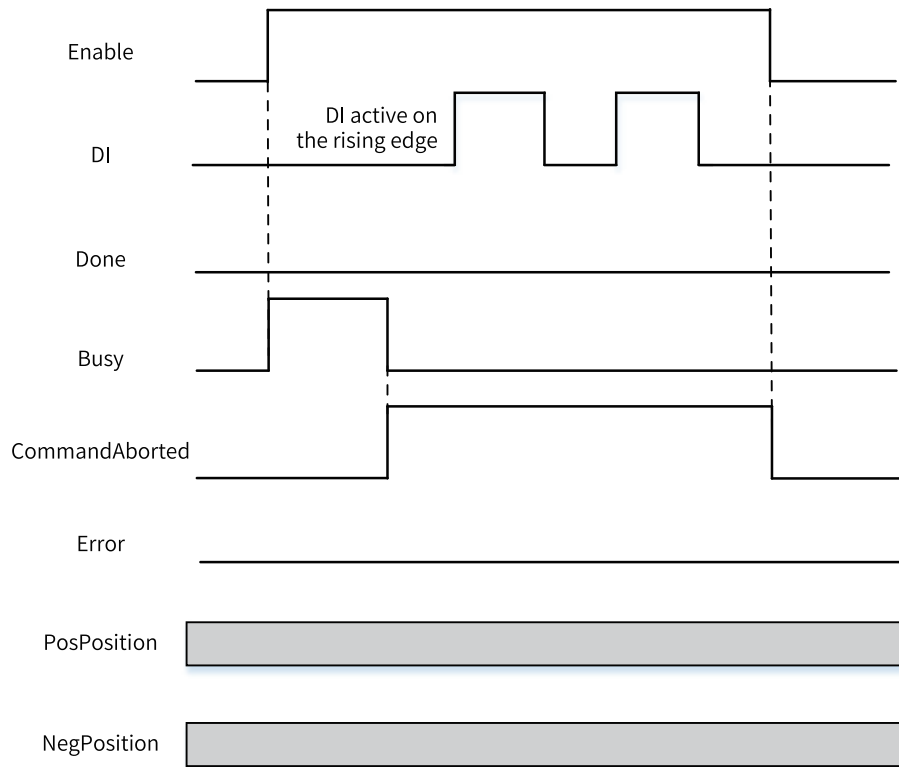 Enable
DI active on
the rising edge
DI
Done
Busy
CommandAborted
Error
PosPosition
NegPosition